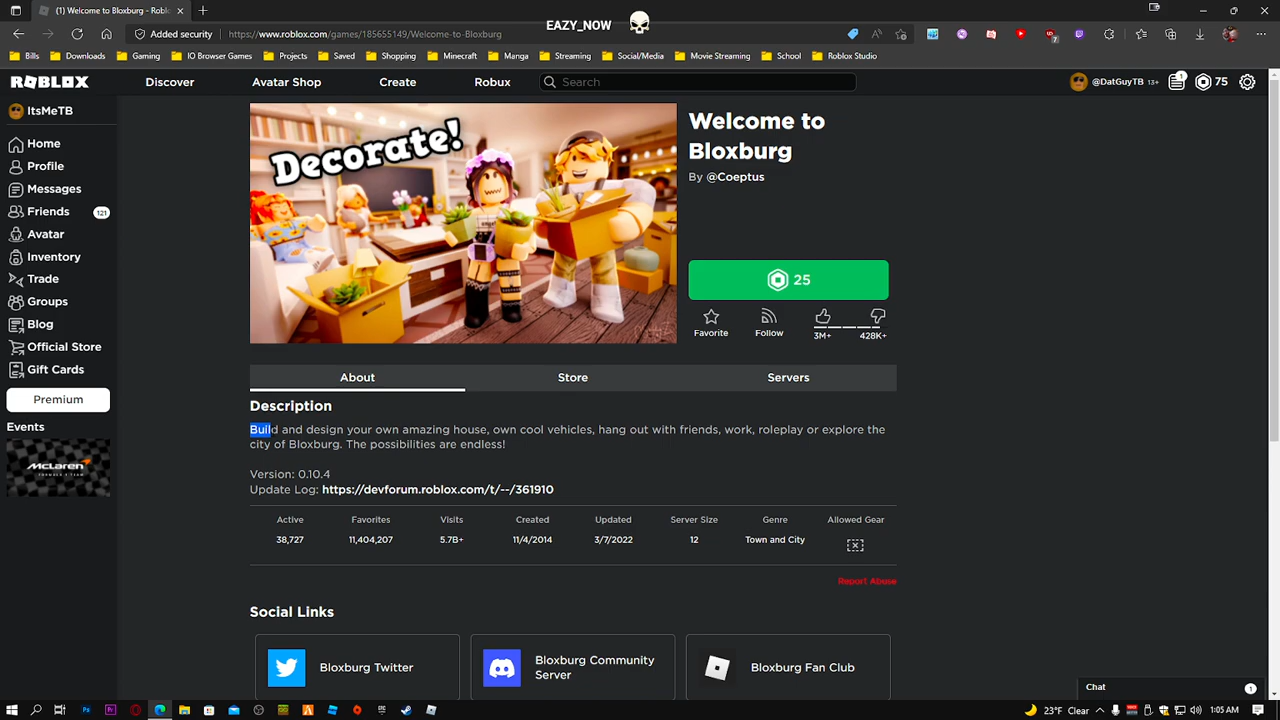 (1) Welcome to Bloxburg - Roblo
EAZY_NOW
Added security
https://www.roblox.com/games/185655149/Welcome-to-Bloxburg
7
Bills Downloads Gaming IO Browser Games Projects Saved Shopping Minecraft Manga Streaming Social/Media Movie Streaming School Roblox Studio
ROBLOX Discover Avatar Shop Create Robux Search @DatGuyTB 13+ 1 75
ItsMeTB
Home
Profile
Messages
Friends 121
Avatar
Inventory
Trade
Groups
Blog
Official Store
Gift Cards
Premium
Events
McLaren
FORMULA E TEAM
Decorate!
Welcome to
Bloxburg
By @Coeptus
25
Favorite Follow 3M+ 428K+
About Store Servers
Description
Build and design your own amazing house, own cool vehicles, hang out with friends, work, roleplay or explore the
city of Bloxburg. The possibilities are endless!
Version: 0.10.4
Update Log: https://devforum.roblox.com/t/--/361910
Active Favorites Visits Created Updated Server Size Genre Allowed Gear
38,727 11,404,207 5.7B+ 11/4/2014 3/7/2022 12 Town and City
Report Abuse
Social Links
Bloxburg Twitter
Bloxburg Community
Server
Bloxburg Fan Club
Chat 1
23°F Clear 1:05 AM